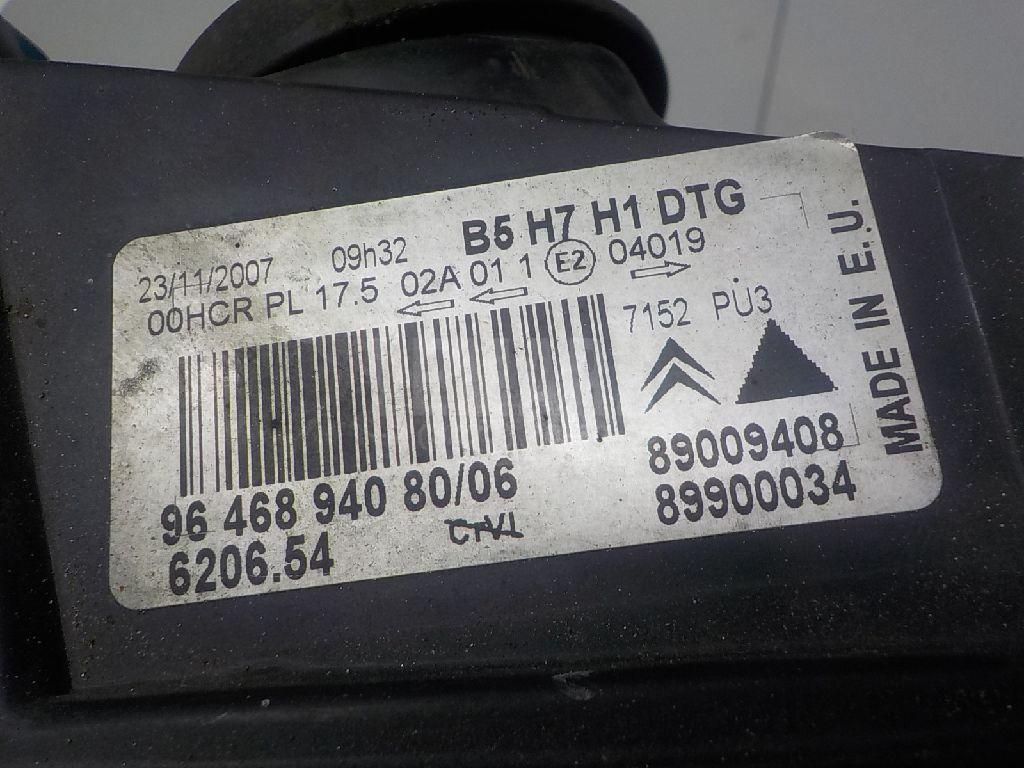 B5 H7 H1 DTG
23/11/2007 09h32
00HCR PL 17.5 02A 01 1 E2 04019
7152 PÜ3
96 468 940 80/06
6206.54
89009408
89900034
MADE IN E.U.